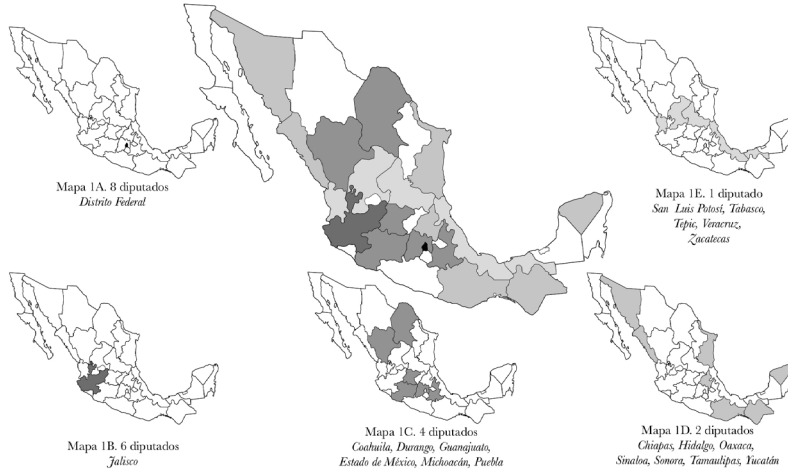 Mapa 1A. 8 diputados
Distrito Federal
Mapa 1E. 1 diputado
San Luis Potosí, Tabasco,
Tepic, Veracruz,
Zacatecas
Mapa 1B. 6 diputados
Jalisco
Mapa 1C. 4 diputados
Coahuila, Durango, Guanajuato,
Estado de México, Michoacán, Puebla
Mapa 1D. 2 diputados
Chiapas, Hidalgo, Oaxaca,
Sinaloa, Sonora, Tamaulipas, Yucatán